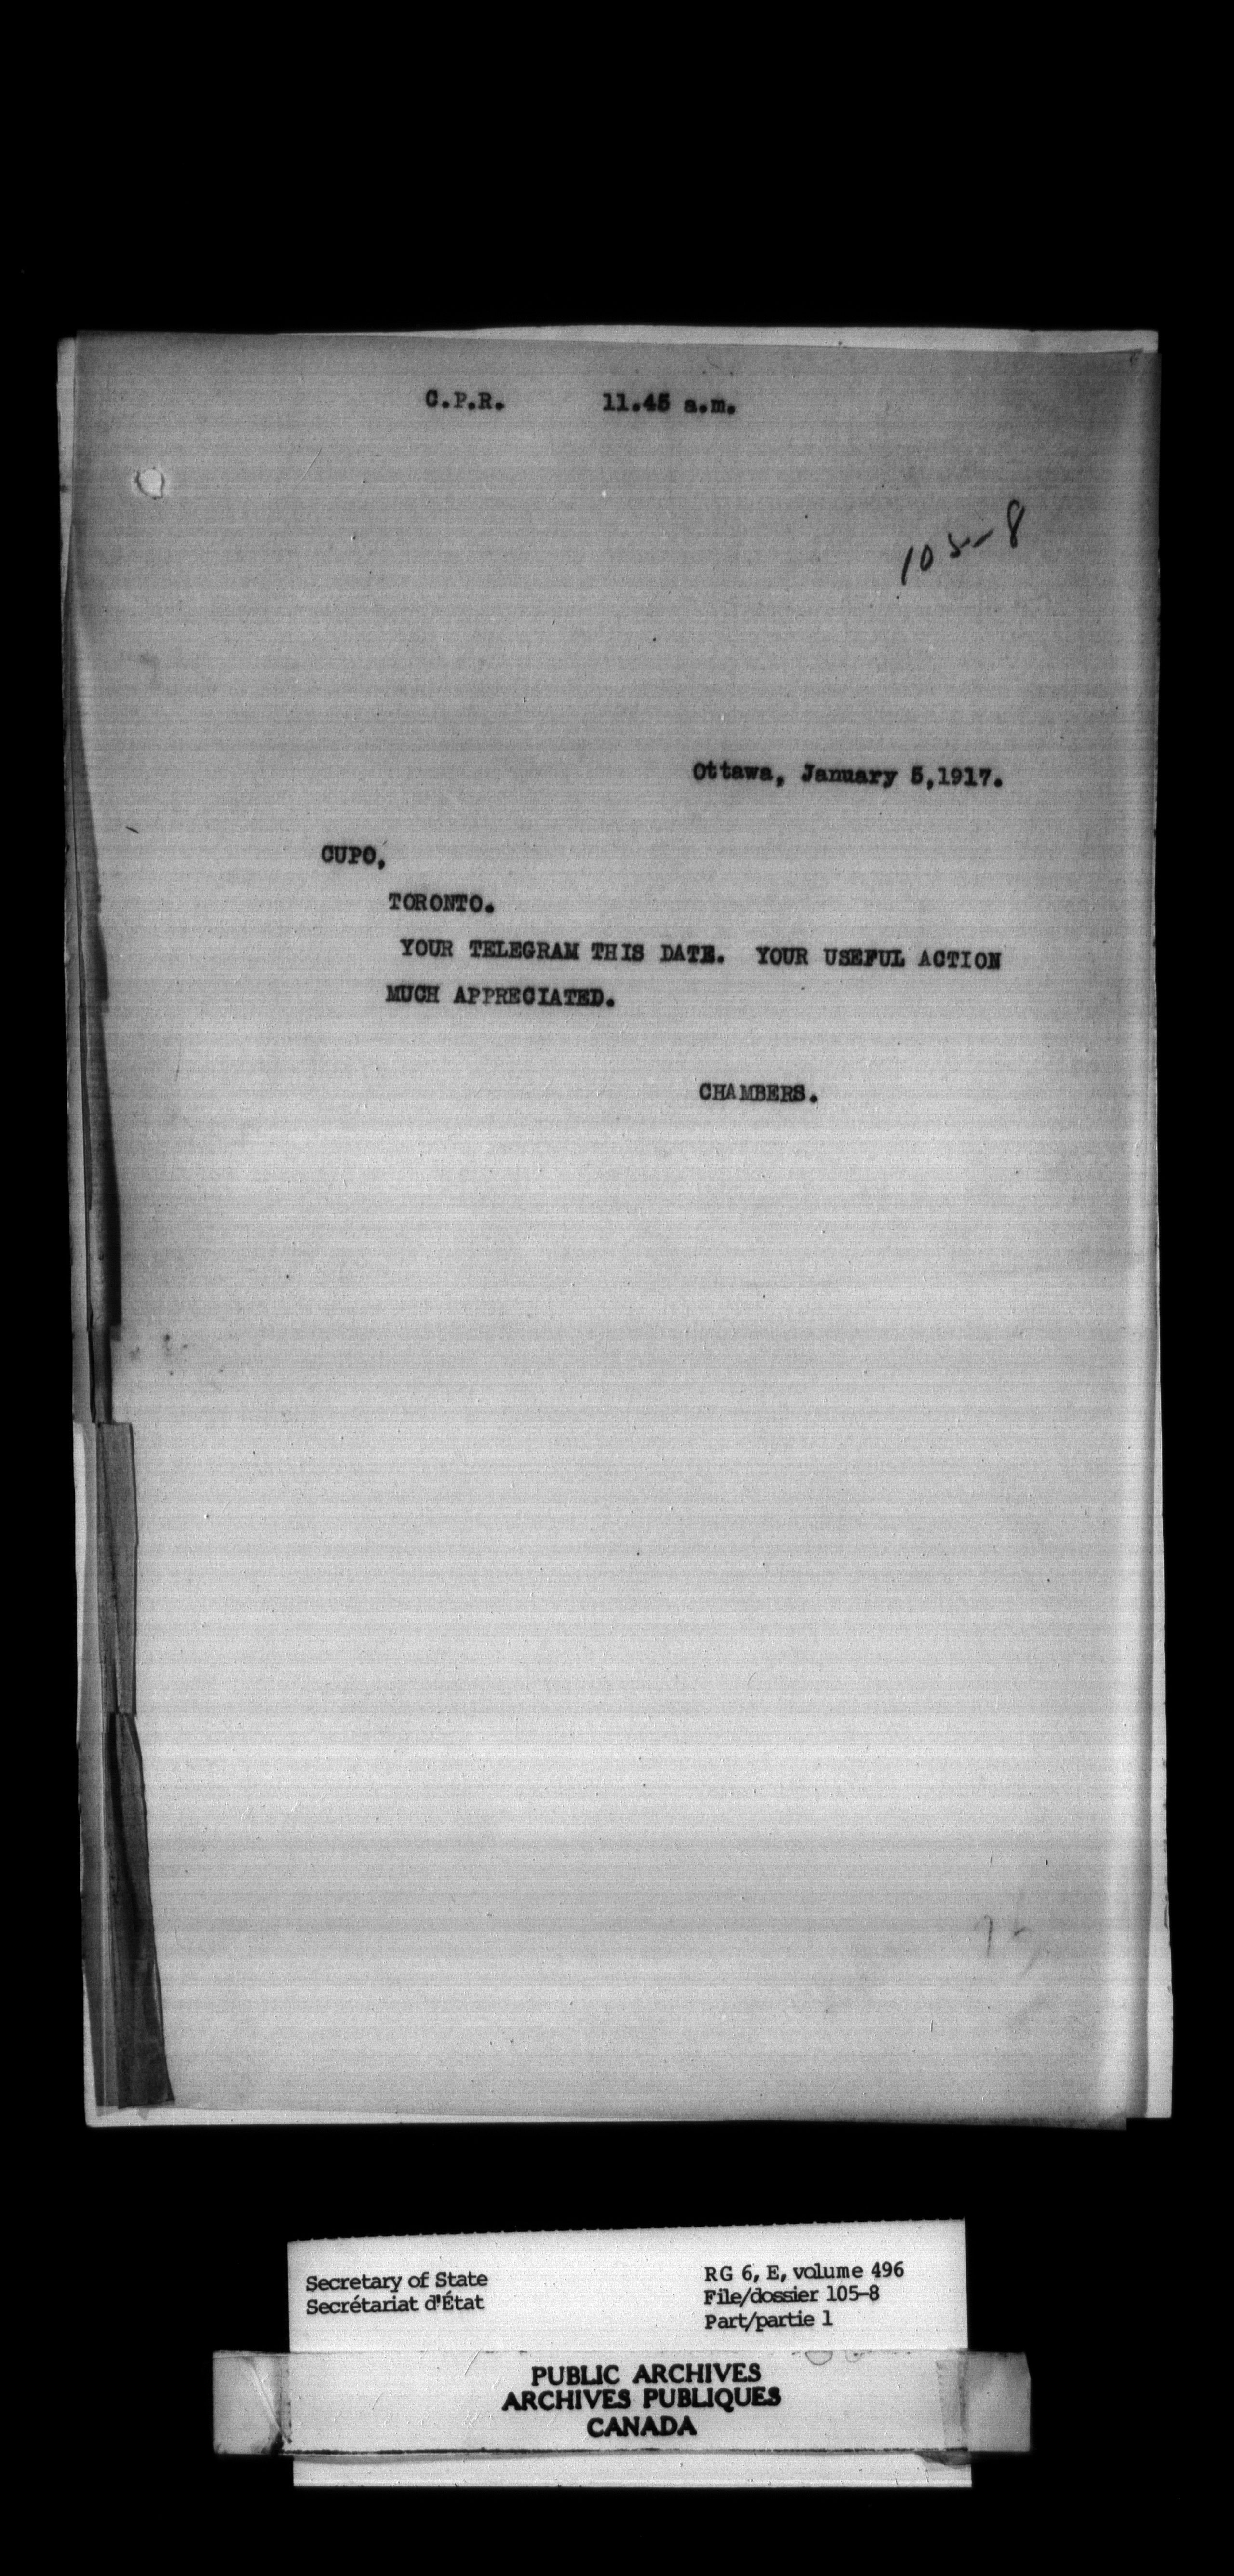 C.P.R. 11.45 a.m.
105-8
Ottawa, January 5,1917.
CUPO,
TORONTO.
YOUR TELEGRAM THIS DATE. YOUR USEFUL ACTION
MUCH APPRECIATED.
CHAMBERS.
Secretary of State
Secrétariat d'État
RG 6, E, volume 496
File/dossier 105-8
Part/partie 1
PUBLIC ARCHIVES
ARCHIVES PUBLIQUES
CANADA